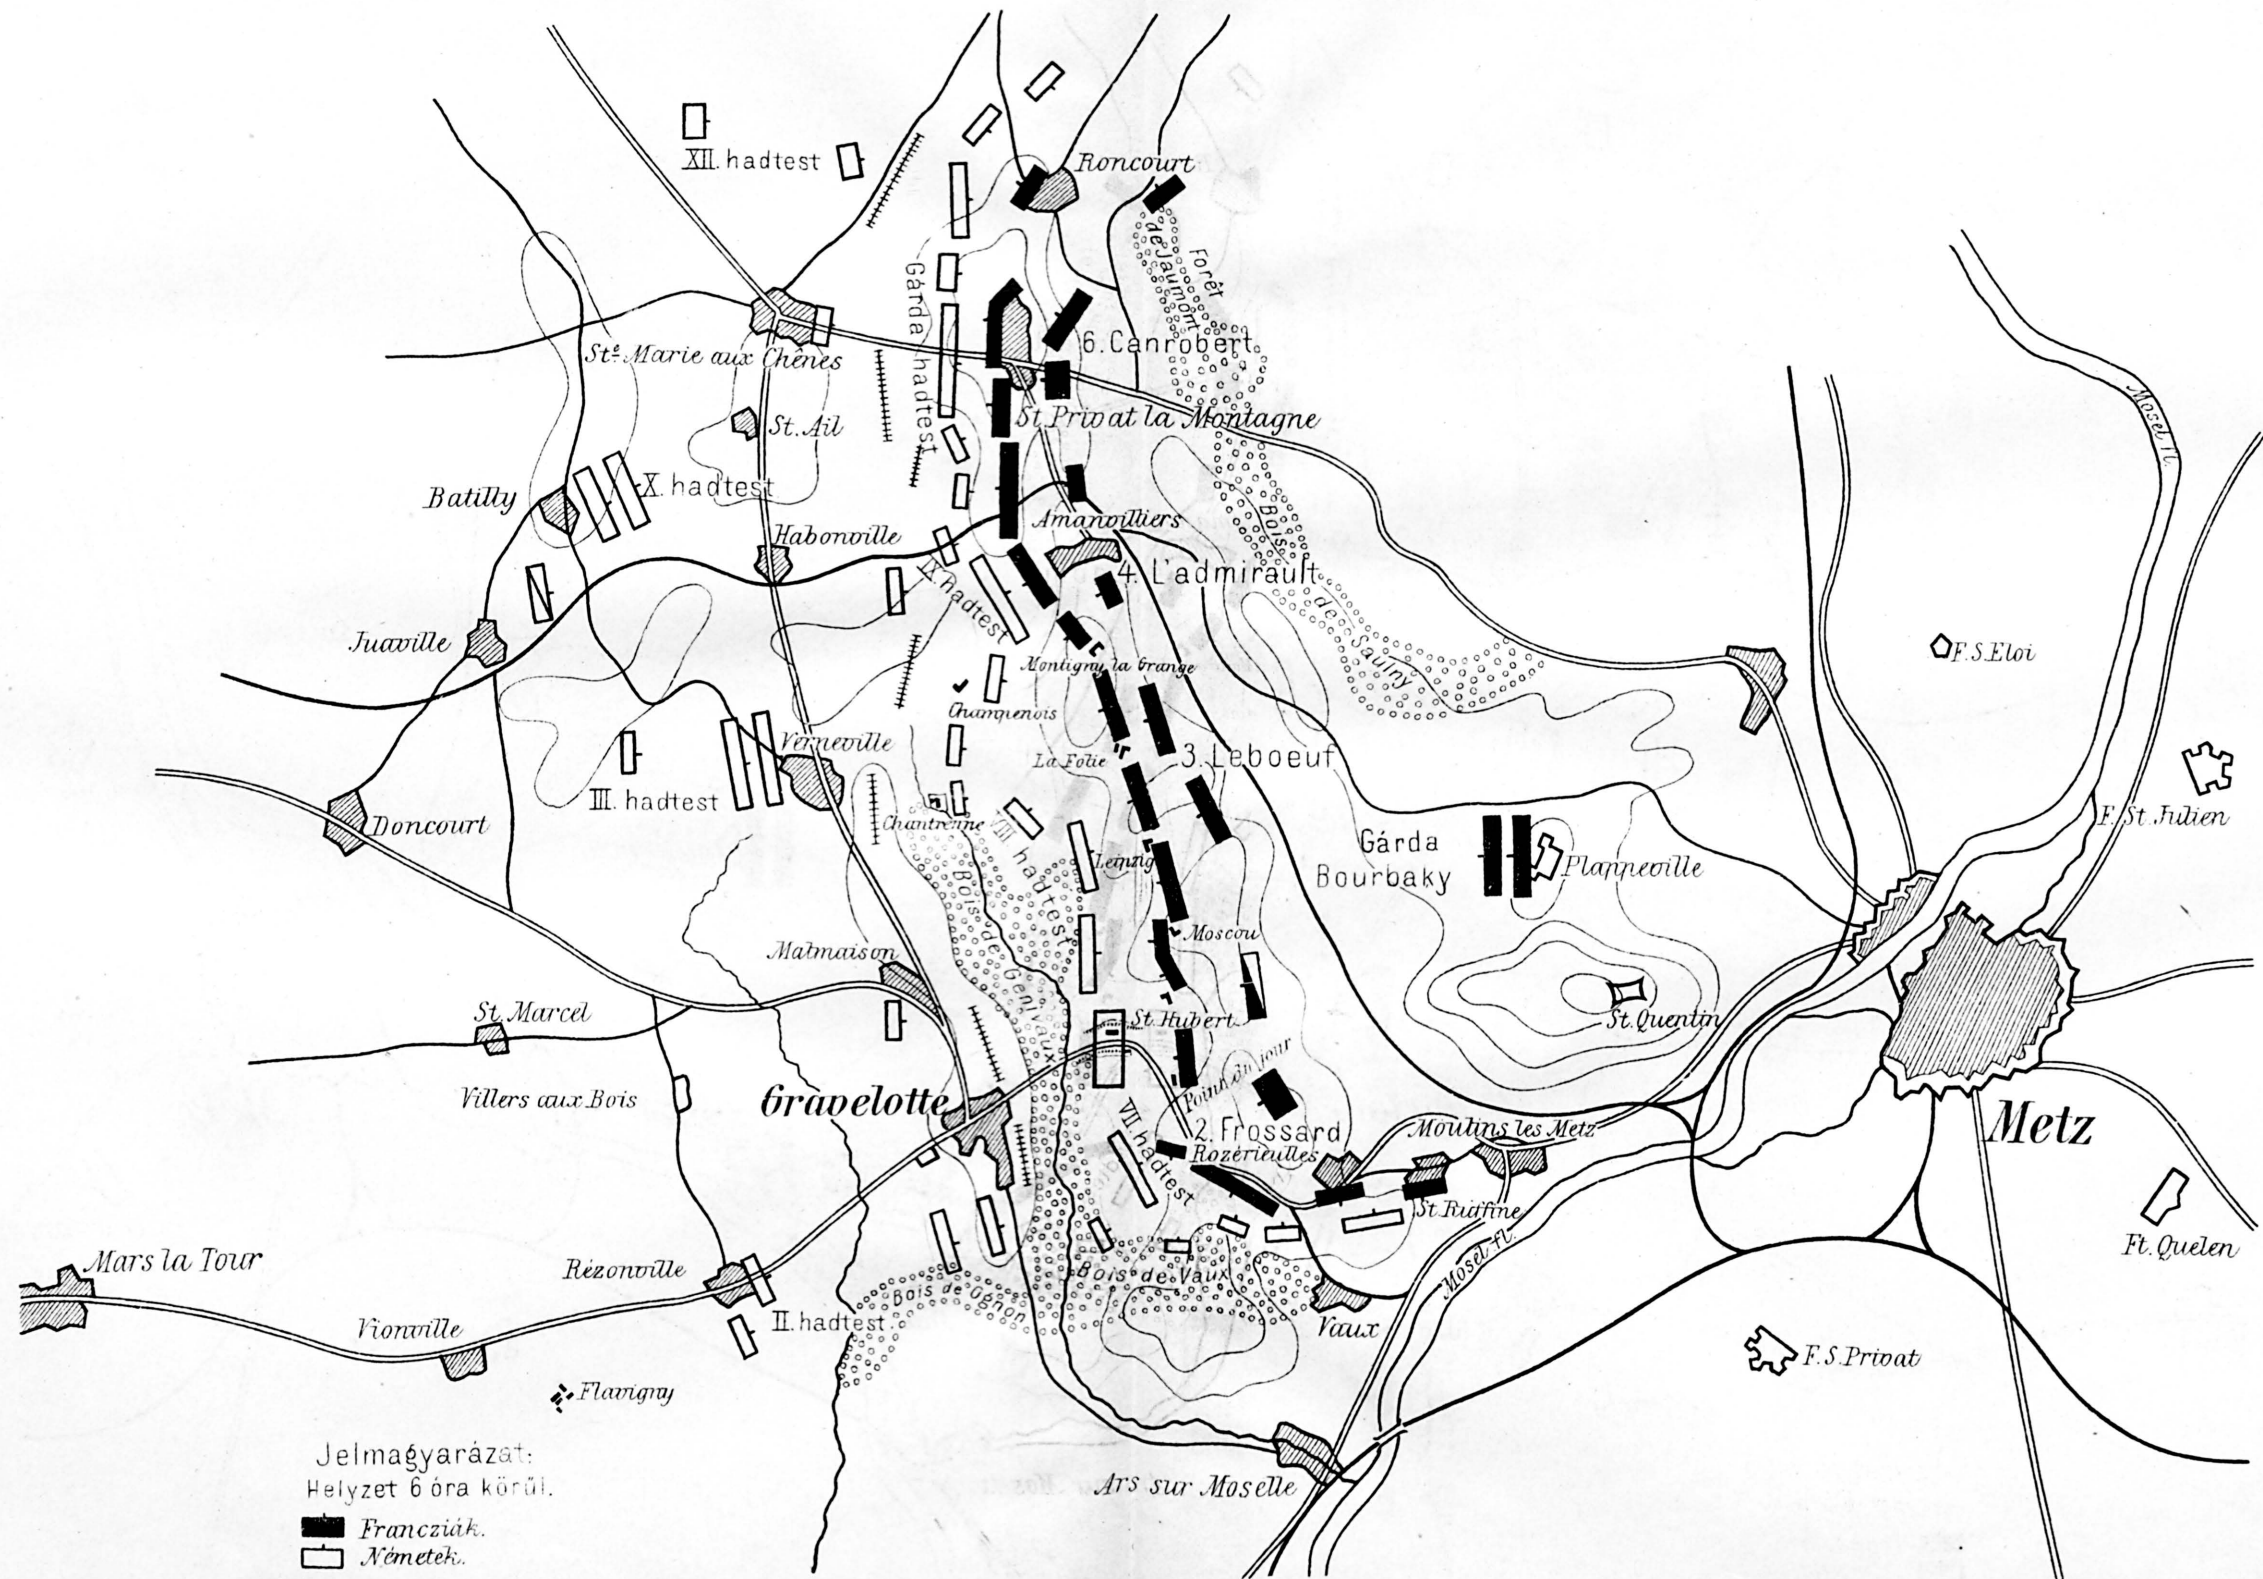 XII. hadtest
Roncourt
Forêt
de Jaumont
Gárda hadtest
6. Canrobert
Ste. Marie aux Chênes
St. Privat la Montagne
St. Ail
Mosel fl.
Batilly
X. hadtest
Amanvilliers
Habonville
IX. hadtest
4. L'admirault
Bois de Saulny
Juaville
F. S. Eloi
Montigny la Grange
Champenois
Verneville
La Folie
3. Leboeuf
III. hadtest
Chantrenne
VIII hadtest
F. St. Julien
Doncourt
Gárda
Bourbaky
Plappeville
Leipzig
Bois de Genivaux
Moscou
Malmaison
St. Marcel
St. Hubert
St. Quentin
Point du jour
Villers aux Bois
Gravelotte
VII. hadtest
2. Frossard
Moulins les Metz
Metz
Rozérieulles
St. Ruffine
Mosel fl.
Ft. Quelen
Mars la Tour
Rézonville
Bois de Vaux
Bois de Ognon
II. hadtest.
Vaux
Vionville
F. S. Privat
Flavigny
Ars sur Moselle
Jelmagyarázat:
Helyzet 6 óra körűl.
Francziák.
Németek.